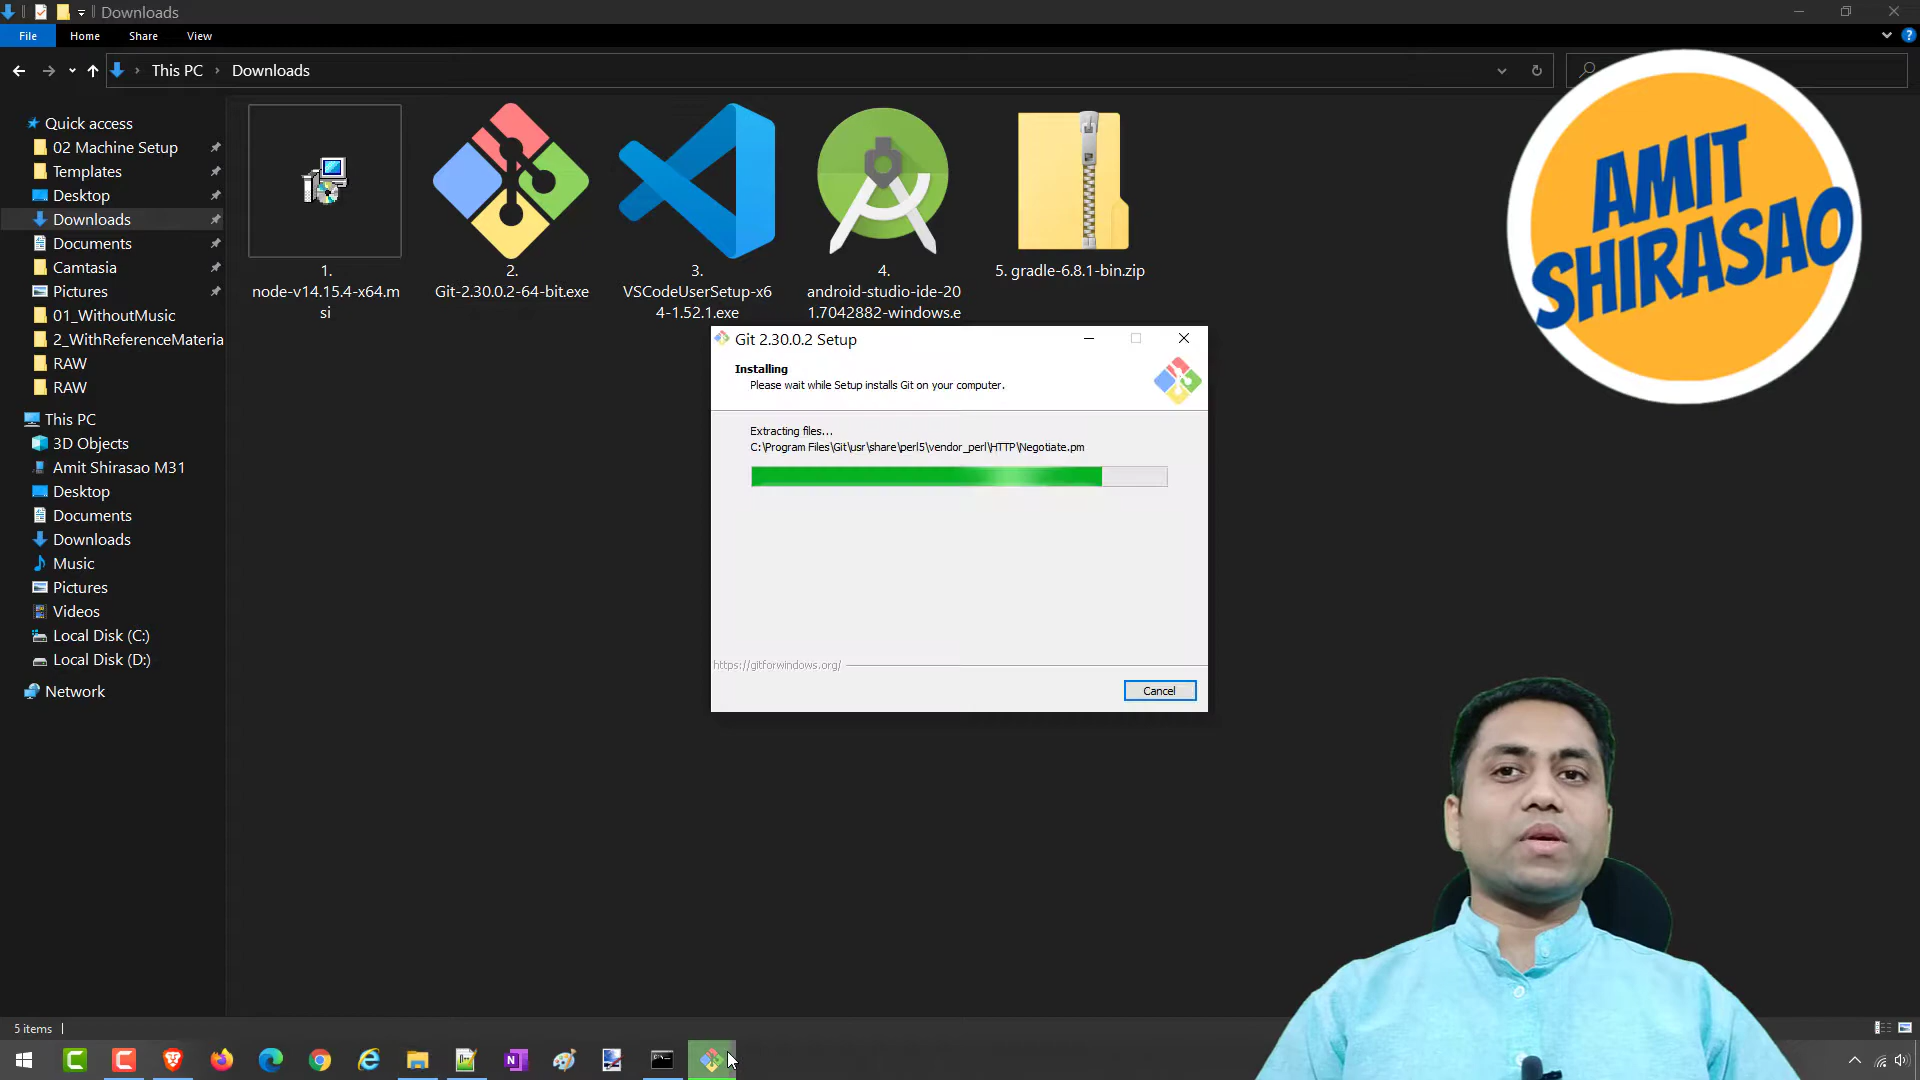 Downloads
File
Home
Share
View
This PC
Downloads
AMIT
SHIRASAO
Quick access
02 Machine Setup
Templates
Desktop
Downloads
Documents
Camtasia
Pictures
01_WithoutMusic
2_WithReferenceMateria
RAW
RAW
This PC
3D Objects
Amit Shirasao M31
Desktop
Documents
Downloads
Music
Pictures
Videos
Local Disk (C:)
Local Disk (D:)
Network
1.
node-v14.15.4-x64.m
si
2.
Git-2.30.0.2-64-bit.exe
3.
VSCodeUserSetup-x6
4-1.52.1.exe
4.
android-studio-ide-20
1.7042882-windows.e
5. gradle-6.8.1-bin.zip
Git 2.30.0.2 Setup
Installing
Please wait while Setup installs Git on your computer.
Extracting files...
C:\Program Files\Git\usr\share\perl5\vendor_perl\HTTP\Negotiate.pm
https://gitforwindows.org/
Cancel
5 items